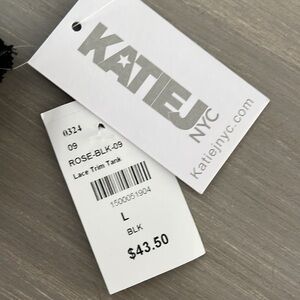 KATIEJ
NYC
Katiejnyc.com
0324
09
ROSE-BLK-09
Lace Trim Tank
1500051904
L
BLK
$43.50